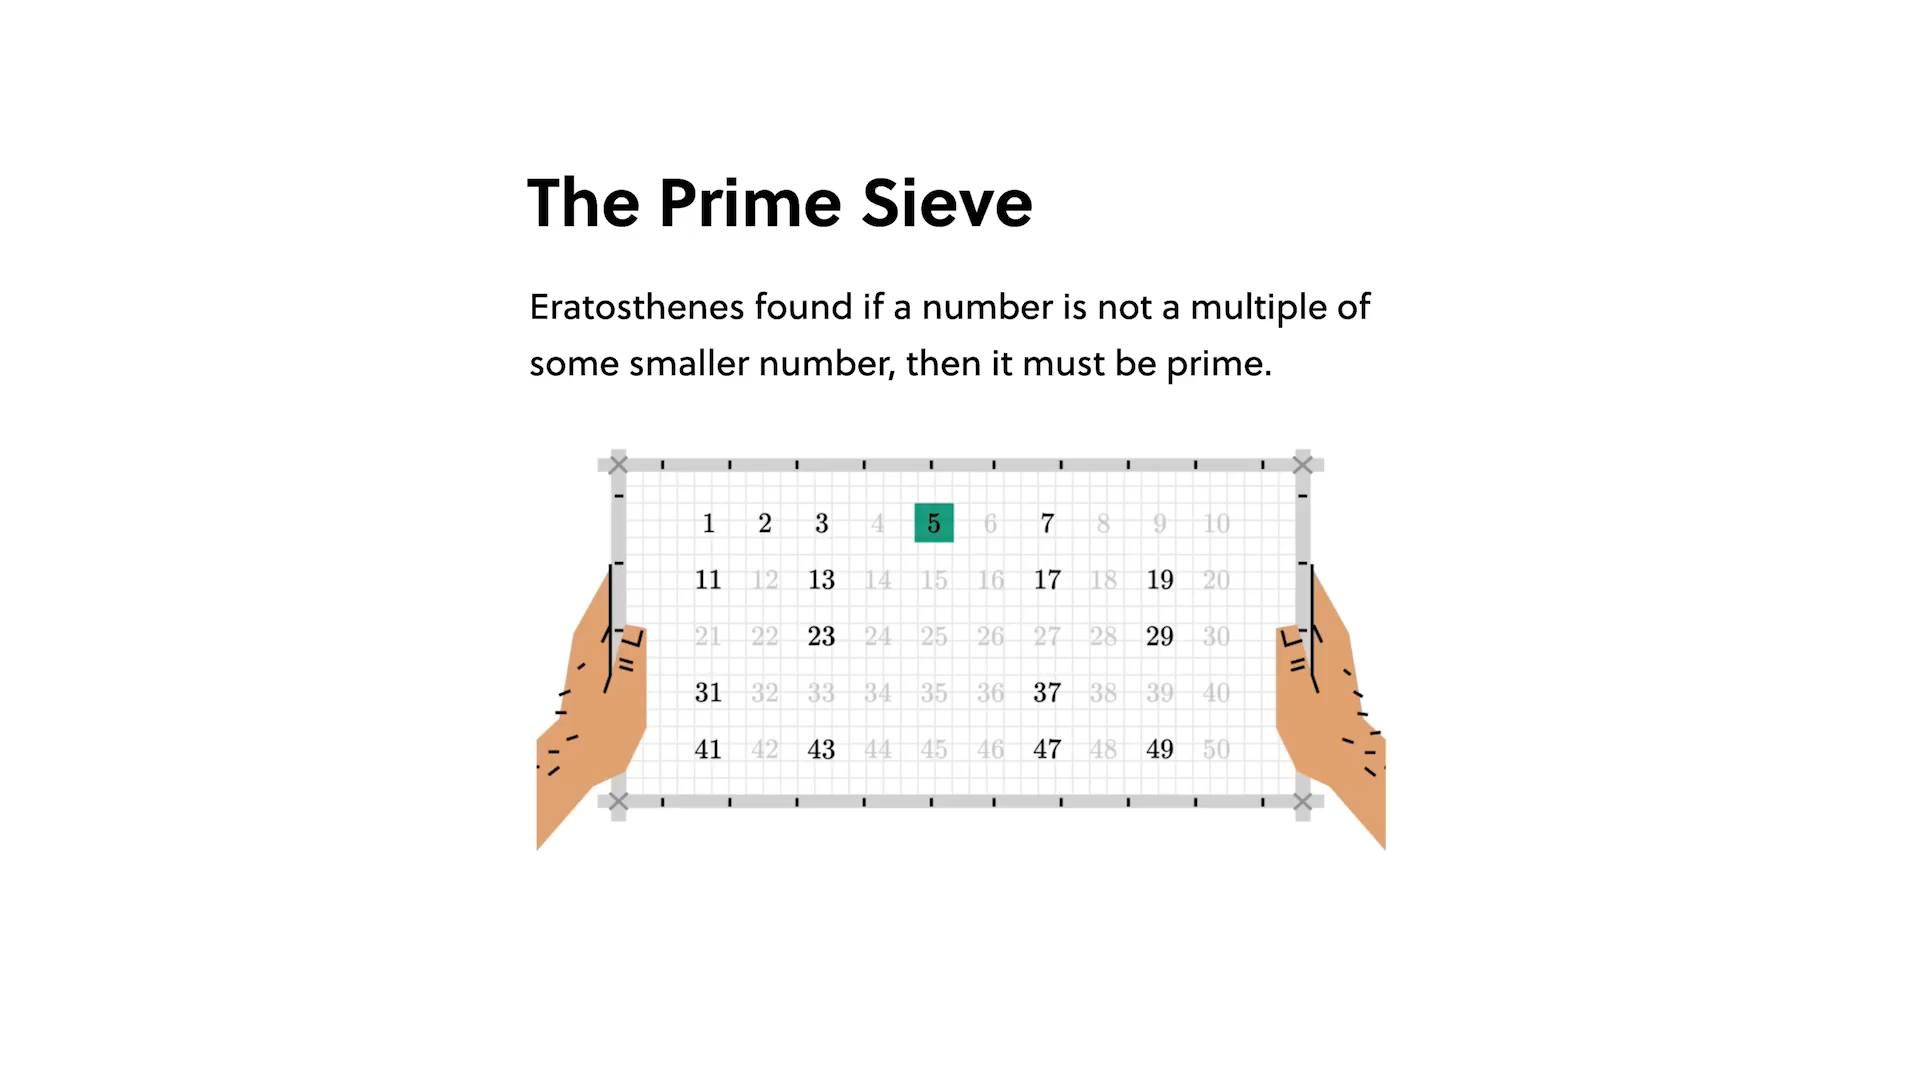 The Prime Sieve
Eratosthenes found if a number is not a multiple of
some smaller number, then it must be prime.
1 2 3 4 5 6 7 8 9 10
11 12 13 14 15 16 17 18 19 20
21 22 23 24 25 26 27 28 29 30
31 32 33 34 35 36 37 38 39 40
41 42 43 44 45 46 47 48 49 50